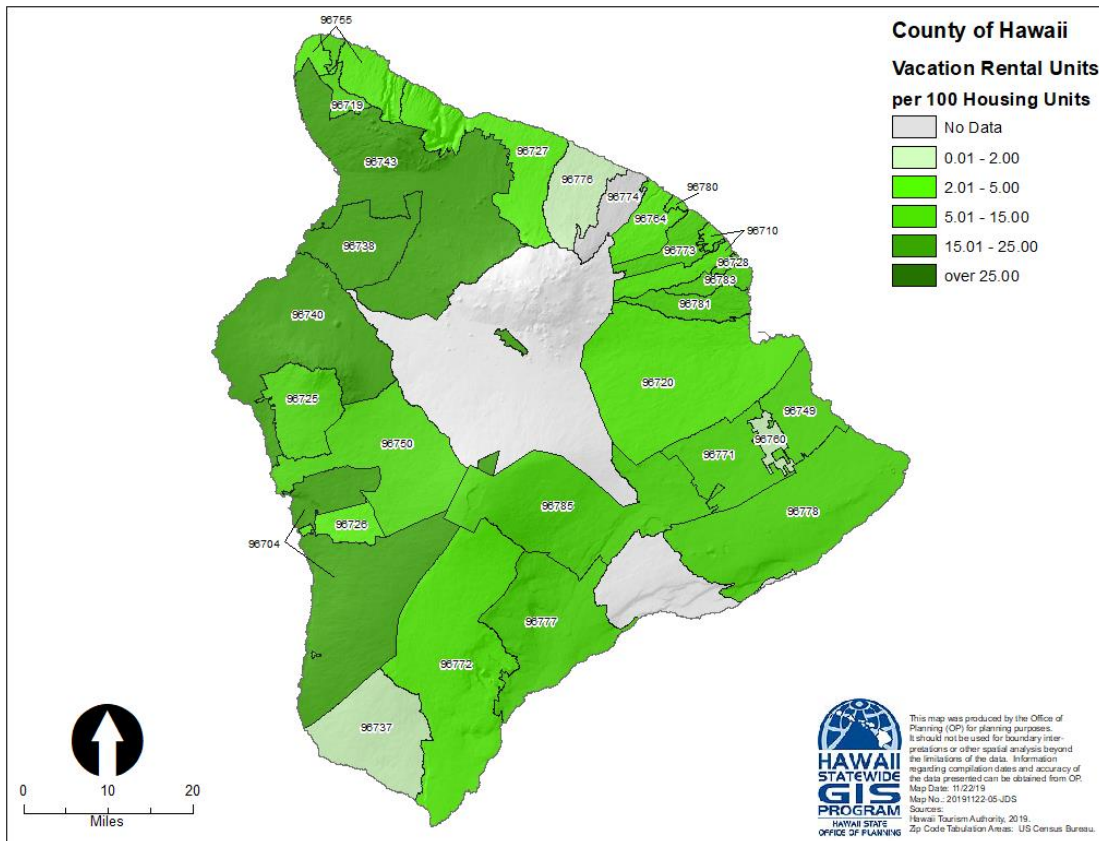 County of Hawaii
Vacation Rental Units
per 100 Housing Units
No Data
0.01 - 2.00
2.01 - 5.00
5.01 - 15.00
15.01 - 25.00
over 25.00
96755
96719
96743
96727
96776
96774
96780
96764
96710
96773
96728
96783
96781
96738
96740
96720
96725
96750
96749
96760
96771
96785
96778
96726
96704
96777
96772
96737
0 10 20
Miles
HAWAII
STATEWIDE
GIS
PROGRAM
HAWAII STATE
OFFICE OF PLANNING
This map was produced by the Office of
Planning (OP) for planning purposes.
It should not be used for boundary inter-
pretations or other spatial analysis beyond
the limitations of the data. Information
regarding compilation dates and accuracy of
the data presented can be obtained from OP.
Map Date: 11/22/19
Map No.: 20191122-05-JDS
Sources:
Hawaii Tourism Authority, 2019.
Zip Code Tabulation Areas: US Census Bureau.